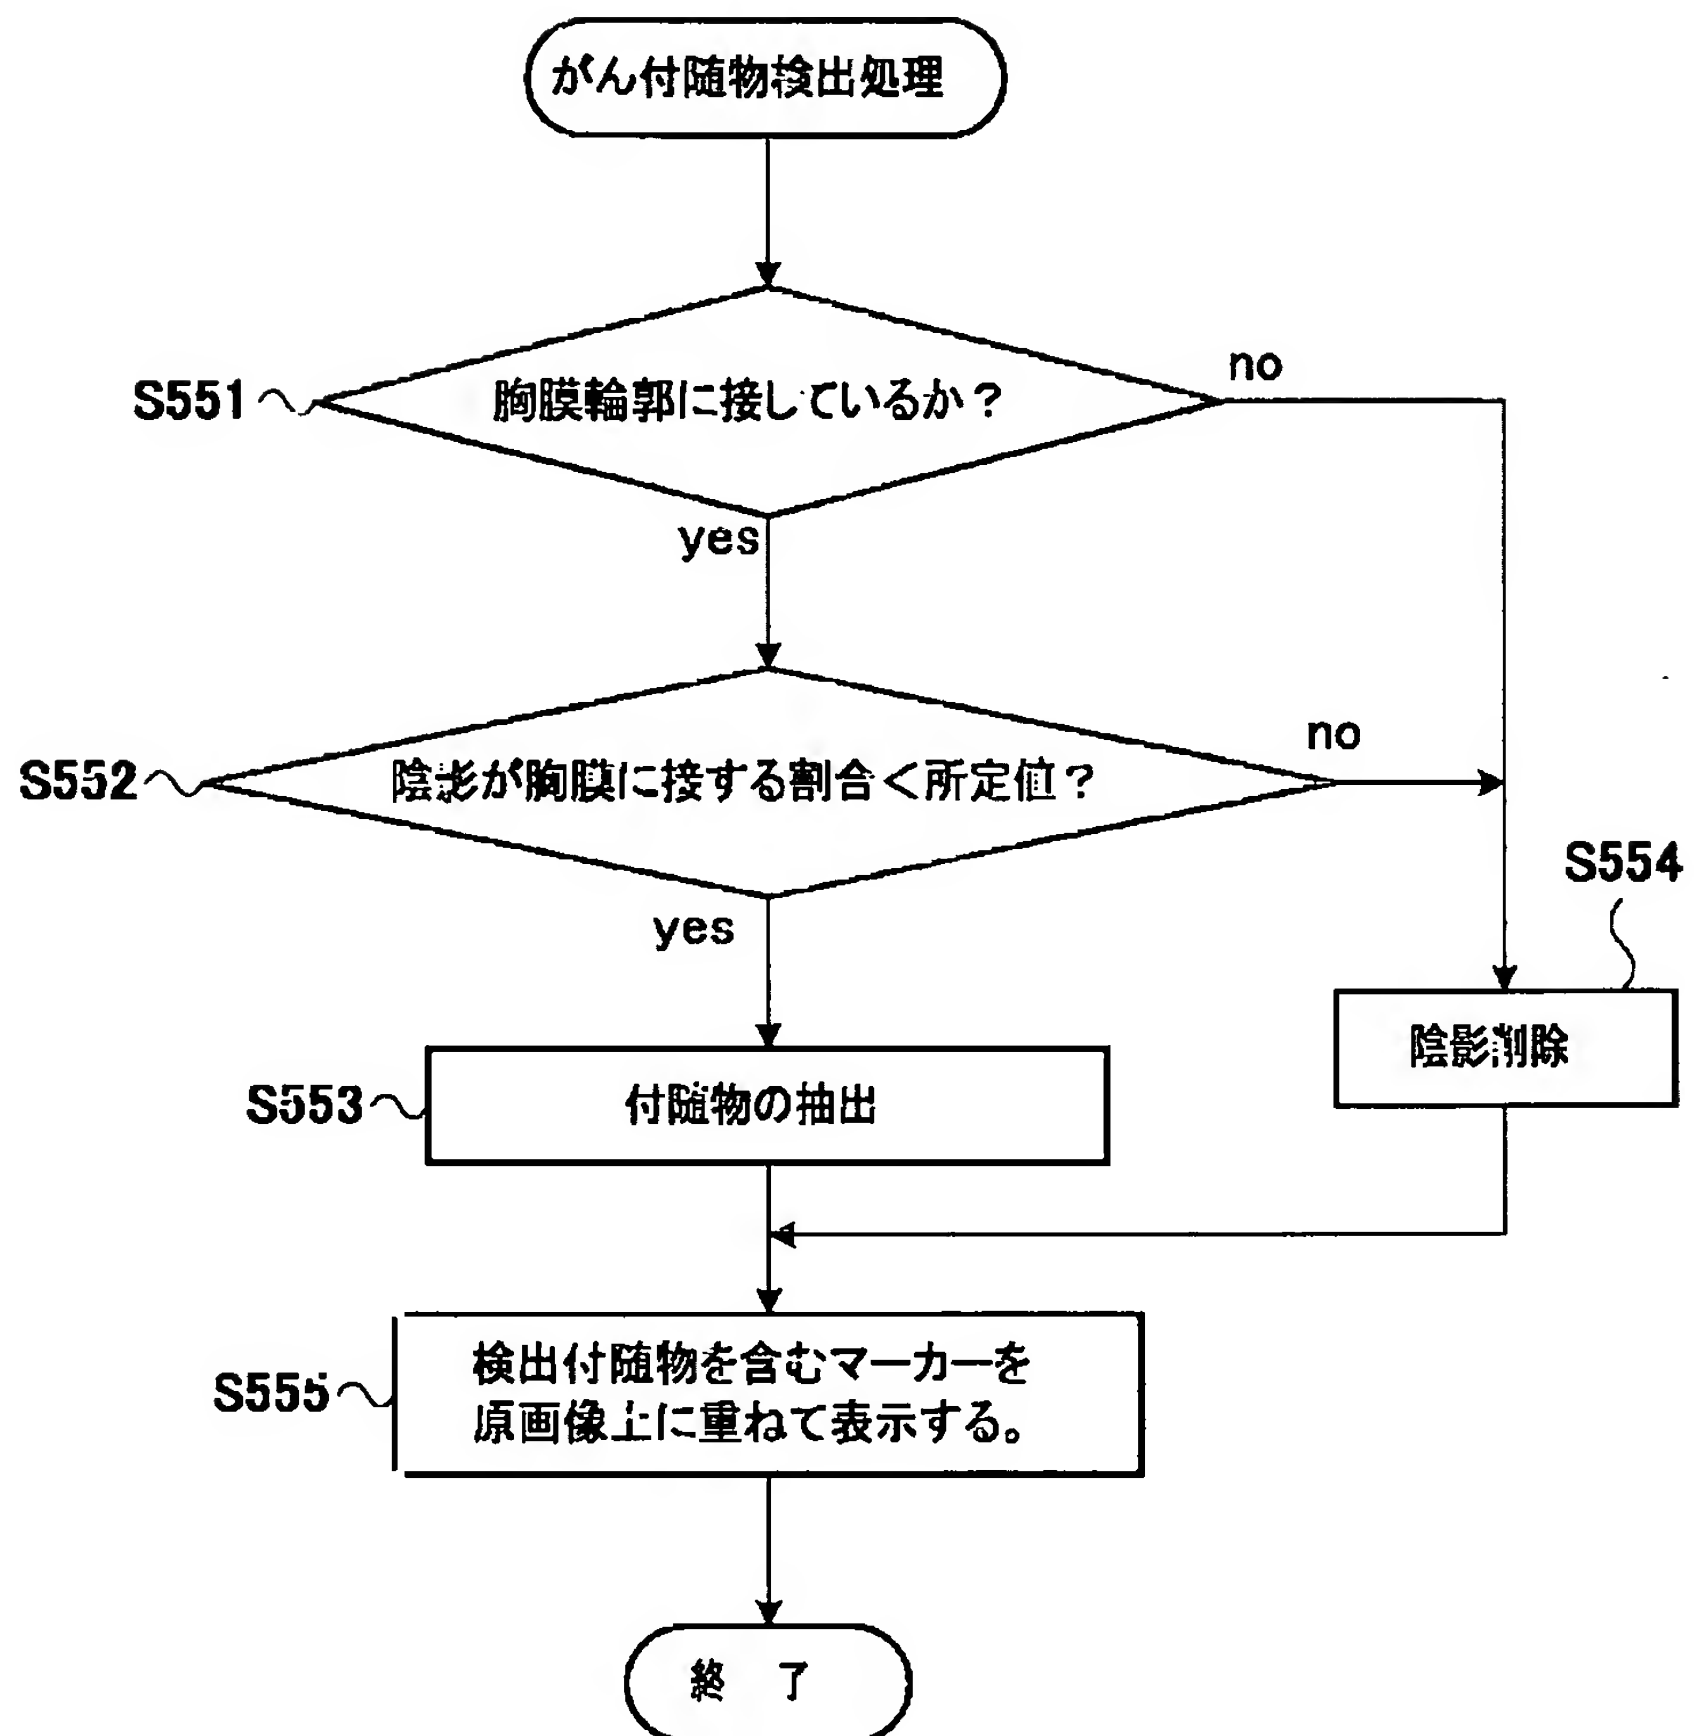 がん付随物検出処理
S551
胸膜輪郭に接しているか？
no
yes
S552
陰影が胸膜に接する割合＜所定値？
no
yes
S554
陰影削除
S553
付随物の抽出
S555
検出付随物を含むマーカーを
原画像上に重ねて表示する。
終 了